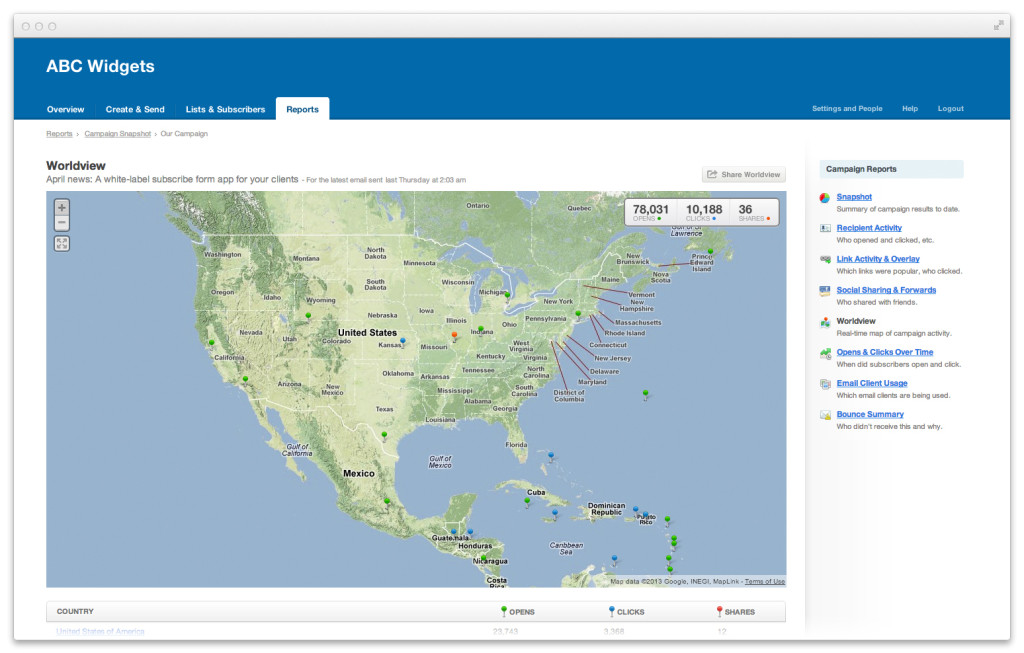 ABC Widgets
Overview
Create & Send
Lists & Subscribers
Reports
Settings and People
Help
Logout
Reports › Campaign Snapshot › Our Campaign
Worldview
April news: A white-label subscribe form app for your clients - For the latest email sent last Thursday at 2:03 am
Share Worldview
78,031
OPENS
10,188
CLICKS
36
SHARES
+
−
Ontario
Quebec
Gulf of St Lawrence
Prince Edward Island
New Brunswick
Nova Scotia
Maine
Vermont
New Hampshire
Massachusetts
Rhode Island
Connecticut
New Jersey
Delaware
Maryland
District of Columbia
Washington
Montana
North Dakota
Minnesota
Oregon
Idaho
Wyoming
South Dakota
Wisconsin
Michigan
New York
Nebraska
Iowa
Illinois
Indiana
Ohio
Pennsylvania
Nevada
Utah
Colorado
United States
Kansas
Missouri
West Virginia
Kentucky
Virginia
California
Arizona
New Mexico
Oklahoma
Arkansas
Tennessee
North Carolina
South Carolina
Mississippi
Alabama
Georgia
Texas
Louisiana
Florida
Gulf of California
Gulf of Mexico
Mexico
Cuba
Dominican Republic
Puerto Rico
Guatemala
Honduras
Nicaragua
Caribbean Sea
Costa Rica
Map data ©2013 Google, INEGI, MapLink - Terms of Use
COUNTRY
OPENS
CLICKS
SHARES
United States of America
23,743
3,368
12
Campaign Reports
Snapshot
Summary of campaign results to date.
Recipient Activity
Who opened and clicked, etc.
Link Activity & Overlay
Which links were popular, who clicked.
Social Sharing & Forwards
Who shared with friends.
Worldview
Real-time map of campaign activity.
Opens & Clicks Over Time
When did subscribers open and click.
Email Client Usage
Which email clients are being used.
Bounce Summary
Who didn't receive this and why.